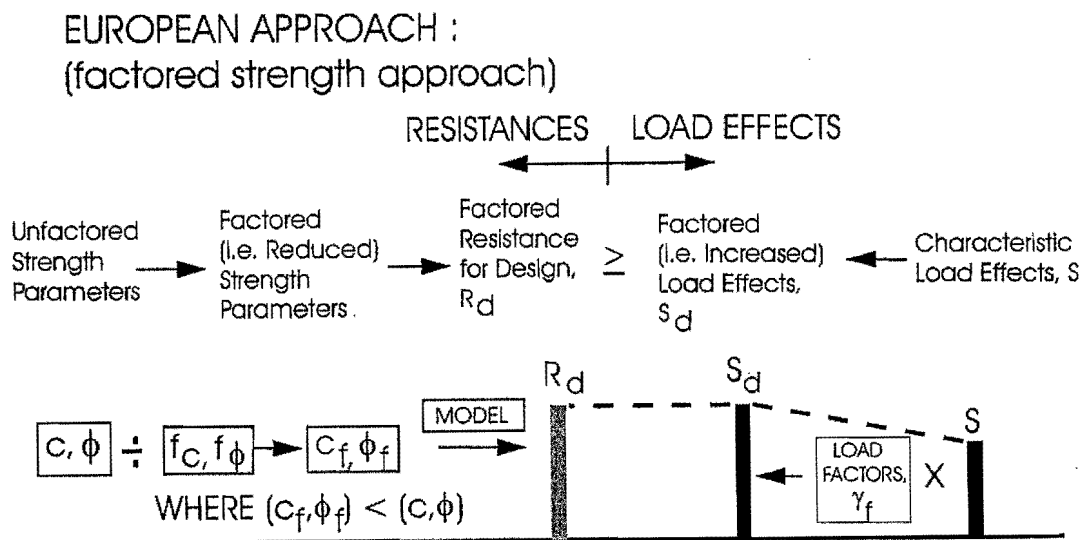 EUROPEAN APPROACH :
(factored strength approach)
RESISTANCES
LOAD EFFECTS
Unfactored
Strength
Parameters
Factored
(i.e. Reduced)
Strength
Parameters.
Factored
Resistance
for Design,
Rd
≥
Factored
(i.e. Increased)
Load Effects,
Sd
Characteristic
Load Effects, S
c, ϕ ÷ fc, fϕ cf, ϕf
MODEL
WHERE (cf,ϕf) < (c,ϕ)
Rd
Sd
S
LOAD
FACTORS,
γf
X